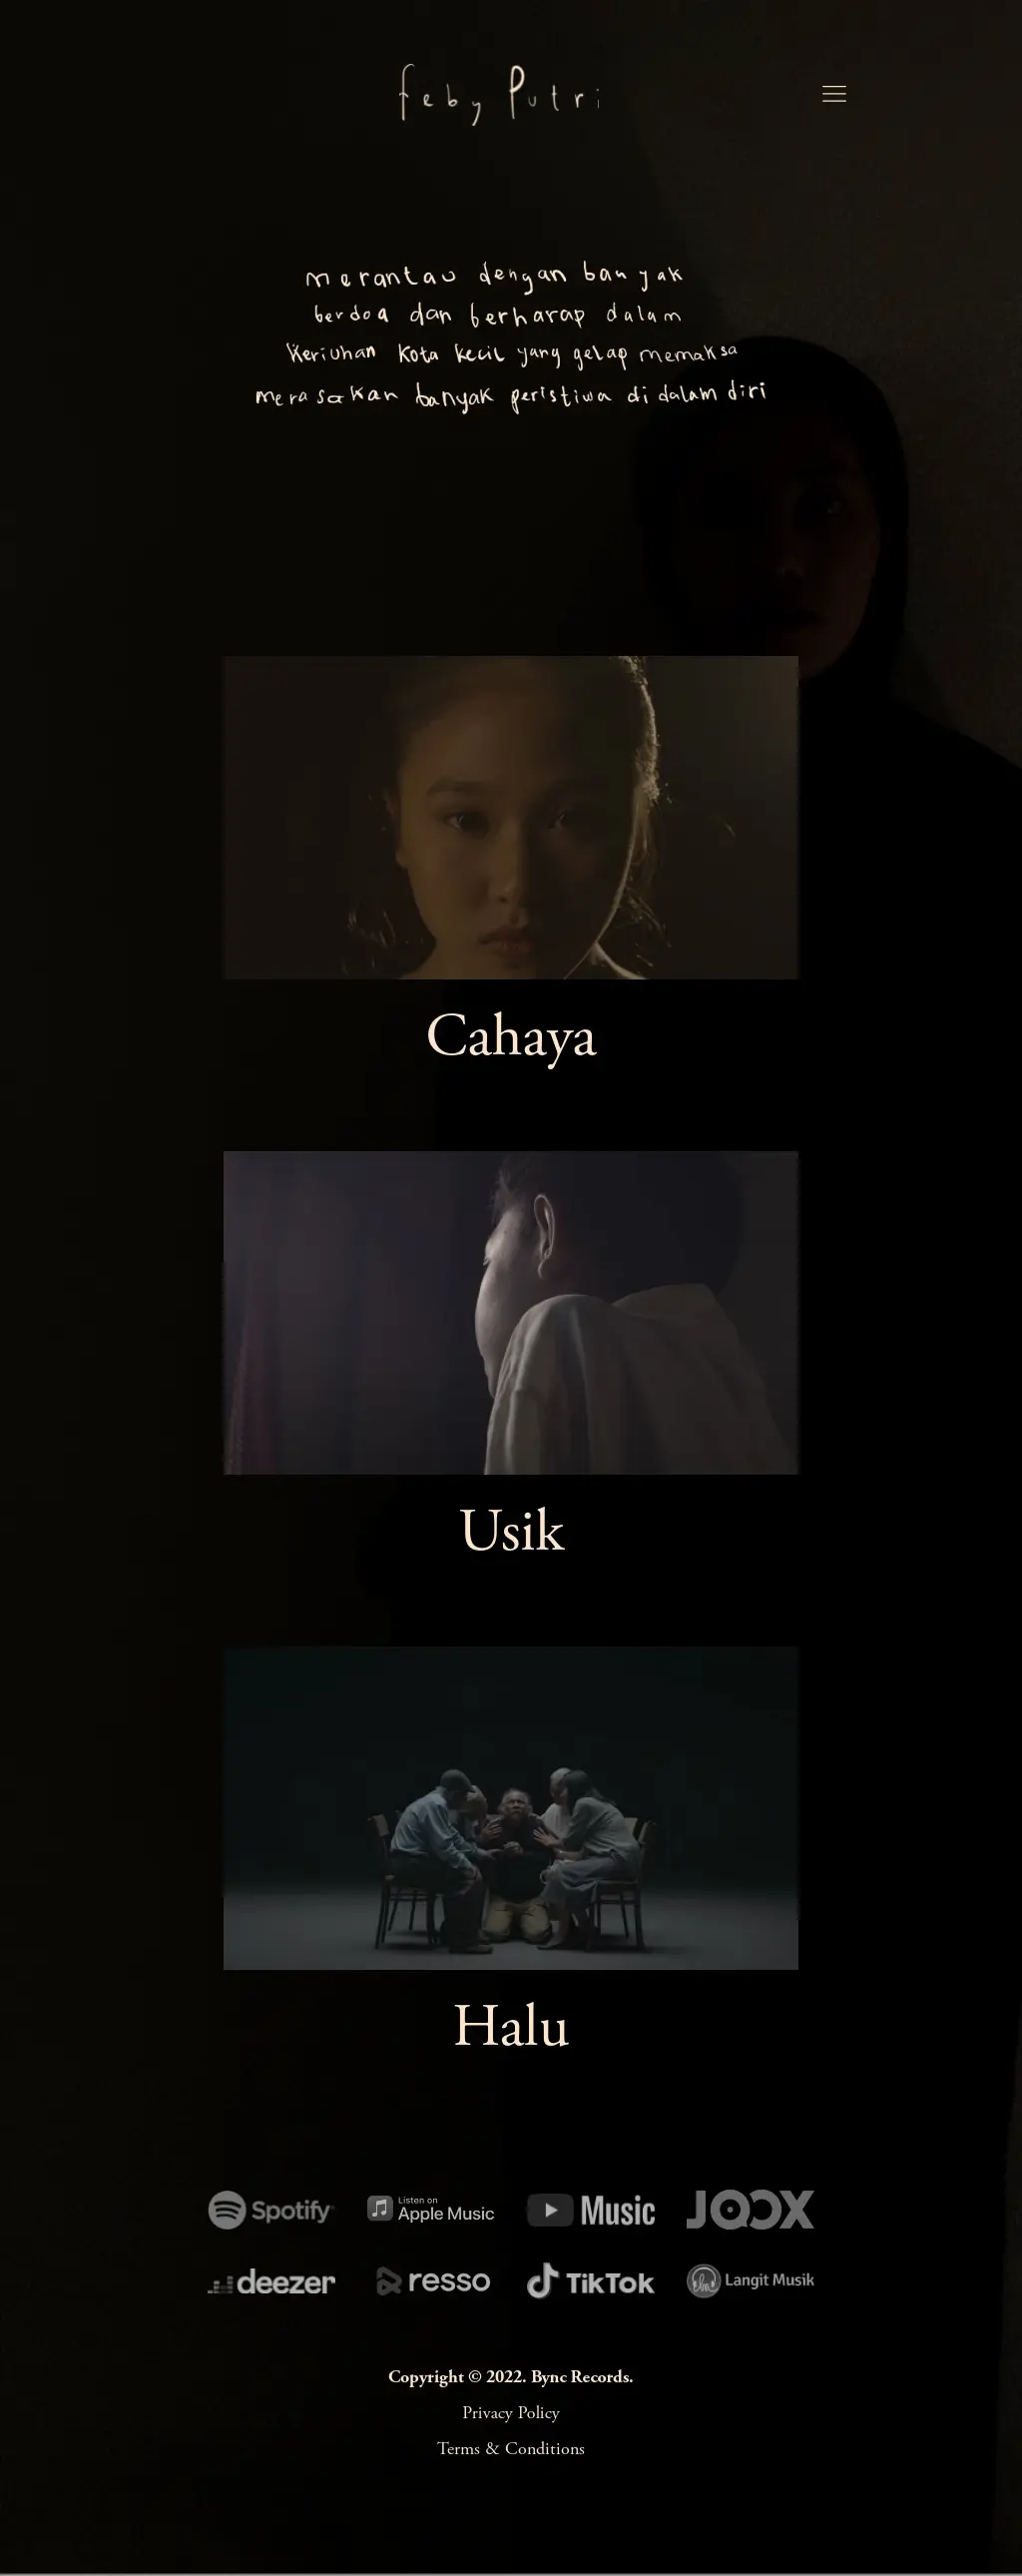 feby Putri
merantau dengan banyak
berdoa dan berharap dalam
Keriuhan kota kecil yang gelap memaksa
merasakan banyak peristiwa di dalam diri
Cahaya
Usik
Halu
Spotify
Listen on
Apple Music
Music
JOOX
deezer
resso
TikTok
Langit Musik
Copyright © 2022. Bync Records.
Privacy Policy
Terms & Conditions